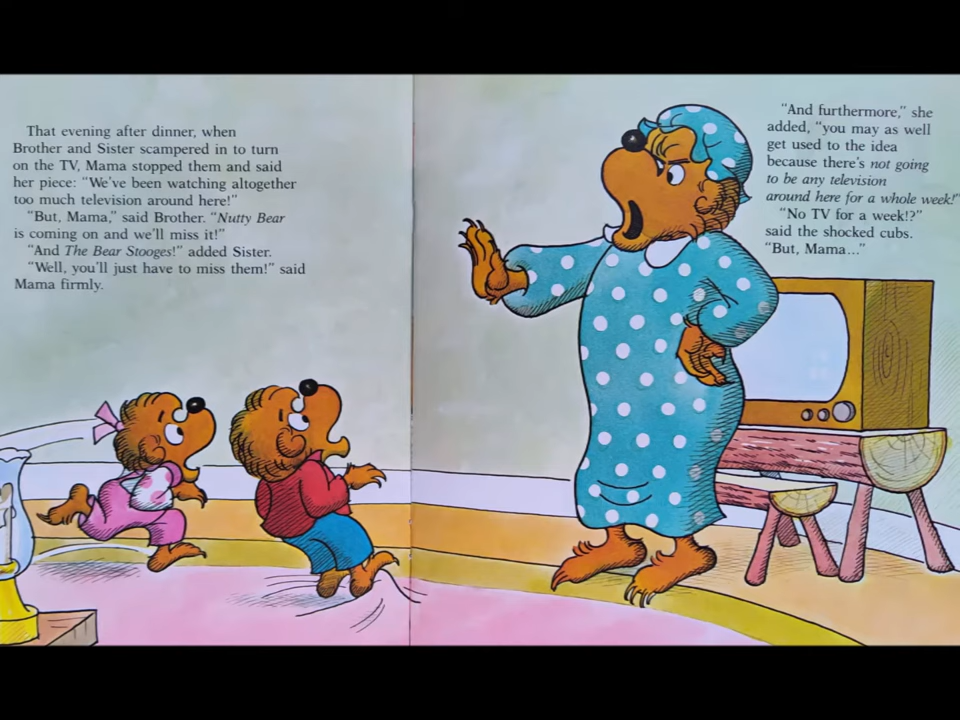 That evening after dinner, when
Brother and Sister scampered in to turn
on the TV, Mama stopped them and said
her piece: "We've been watching altogether
too much television around here!"
"But, Mama," said Brother. "Nutty Bear
is coming on and we'll miss it!"
"And The Bear Stooges!" added Sister.
"Well, you'll just have to miss them!" said
Mama firmly.
"And furthermore," she
added, "you may as well
get used to the idea
because there's not going
to be any television
around here for a whole week!"
"No TV for a week!?"
said the shocked cubs.
"But, Mama..."